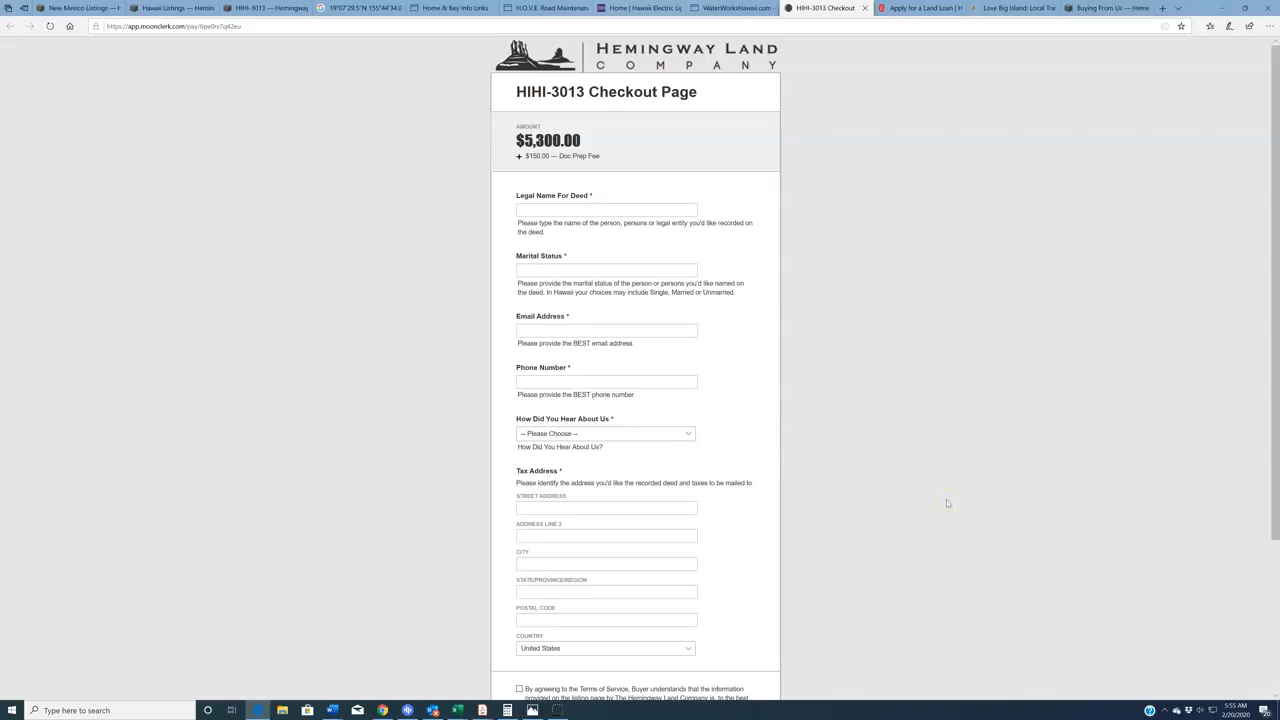 New Mexico Listings — H
Hawaii Listings — Hemin
HIHI-3013 — Hemingway
19°07'29.5"N 155°44'34.0
Home & Key Info Links
H.O.V.E. Road Maintenan
Home | Hawaii Electric Lig
WaterWorksHawaii.com -
HIHI-3013 Checkout
Apply for a Land Loan | H
Love Big Island: Local Tra
Buying From Us — Hemin
https://app.moonclerk.com/pay/6pe0rx7q42eu
HEMINGWAY LAND
COMPANY
HIHI-3013 Checkout Page
AMOUNT
$5,300.00
+ $150.00 — Doc Prep Fee
Legal Name For Deed *
Please type the name of the person, persons or legal entity you'd like recorded on
the deed.
Marital Status *
Please provide the marital status of the person or persons you'd like named on
the deed. In Hawaii your choices may include Single, Married or Unmarried.
Email Address *
Please provide the BEST email address
Phone Number *
Please provide the BEST phone number
How Did You Hear About Us *
-- Please Choose --
How Did You Hear About Us?
Tax Address *
Please identify the address you'd like the recorded deed and taxes to be mailed to.
STREET ADDRESS
ADDRESS LINE 2
CITY
STATE/PROVINCE/REGION
POSTAL CODE
COUNTRY
United States
By agreeing to the Terms of Service, Buyer understands that the information
provided on the listing page by The Hemingway Land Company is, to the best
Type here to search
5:55 AM
2/20/2020
20